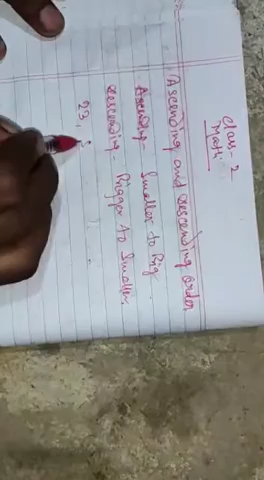 Class - 2
Math
Ascending and descending order
Ascending - Smaller to Big
descending - Bigger to Smaller
23,